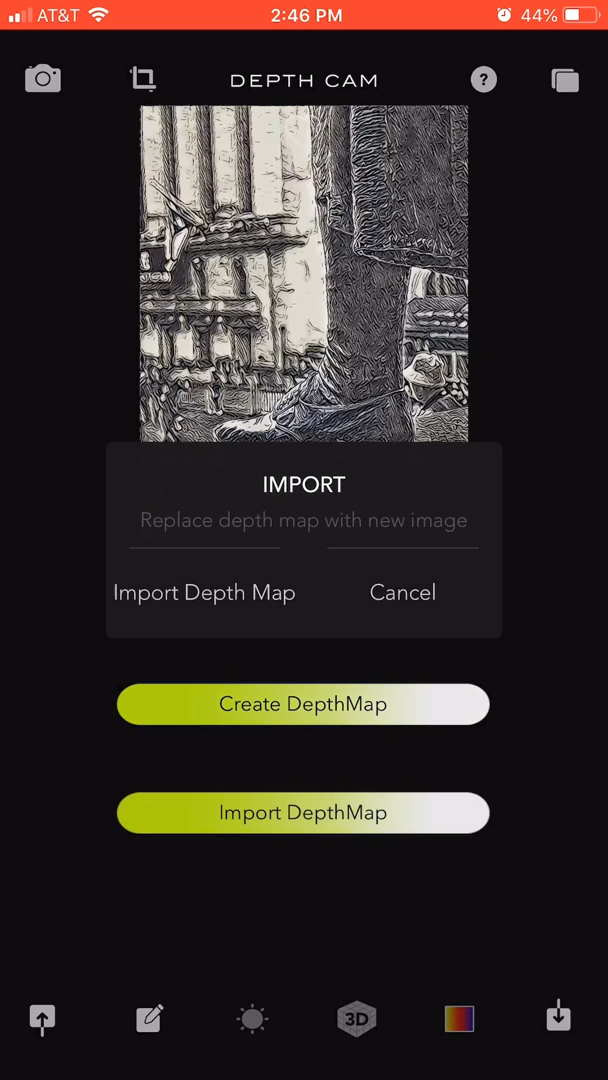 AT&T 2:46 PM 44%
DEPTH CAM ?
IMPORT
Replace depth map with new image
Import Depth Map Cancel
Create DepthMap
Import DepthMap
3D